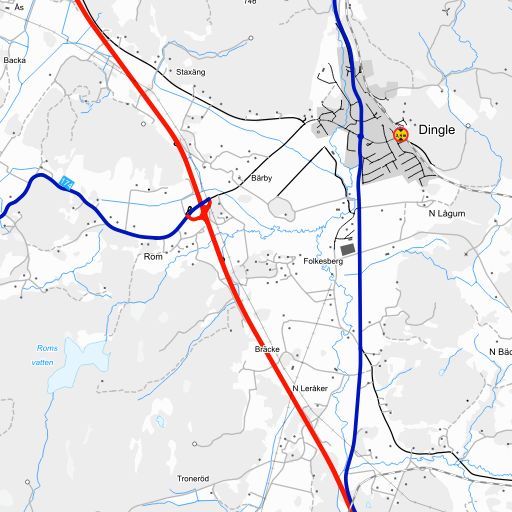 Ås
746
Backa
Staxäng
Dingle
Bärby
N Lågum
Rom
Folkesberg
Roms
vatten
Bräcke
N Bäc
N Leråker
Troneröd